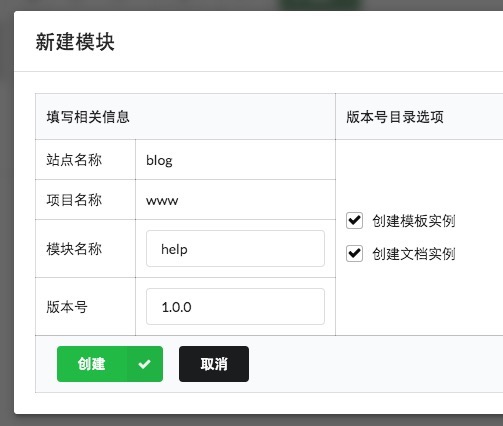 新建模块
填写相关信息 版本号目录选项
站点名称 blog
项目名称 www
模块名称 help
版本号 1.0.0
创建模板实例
创建文档实例
创建 取消